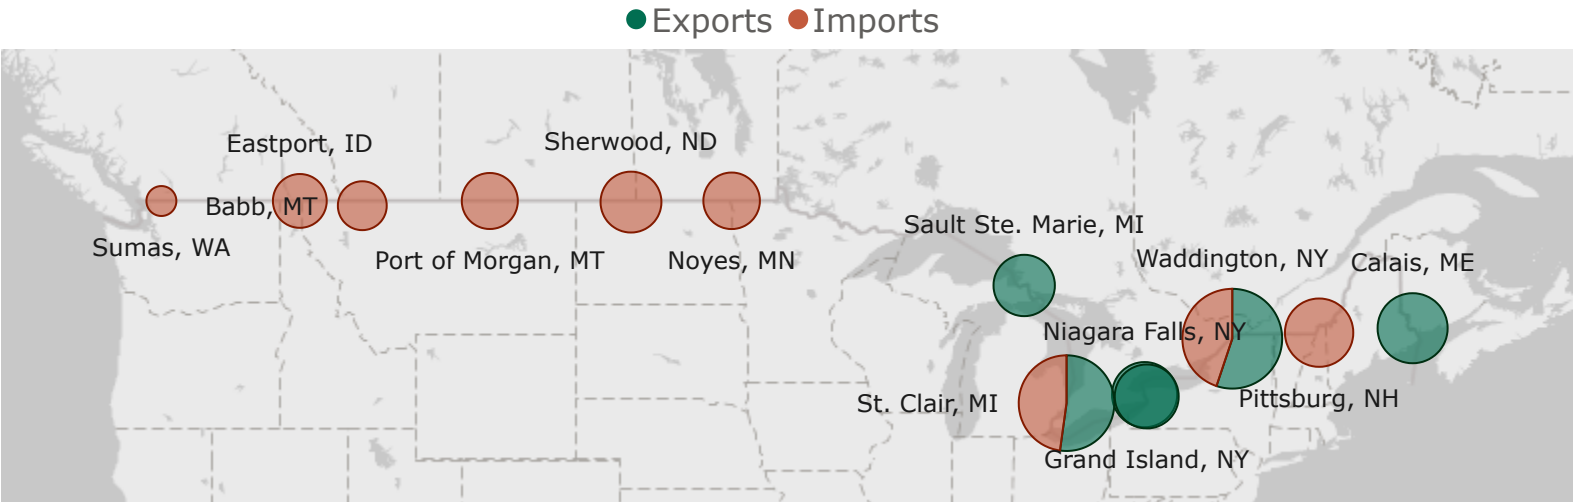 Exports Imports
Eastport, ID
Sherwood, ND
Babb, MT
Sumas, WA
Port of Morgan, MT
Noyes, MN
Sault Ste. Marie, MI
Waddington, NY
Calais, ME
Niagara Falls, NY
St. Clair, MI
Pittsburg, NH
Grand Island, NY